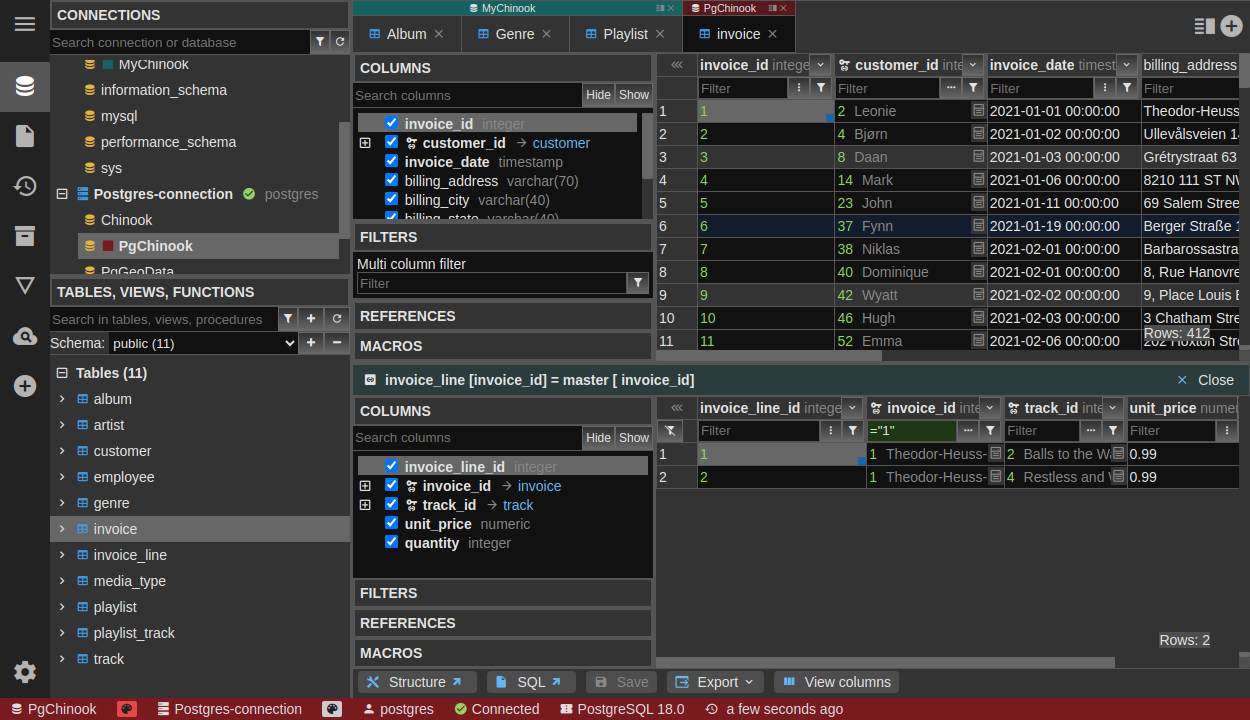 CONNECTIONS
Search connection or database
MyChinook
information_schema
mysql
performance_schema
sys
Postgres-connection postgres
Chinook
PgChinook
PgGeoData
TABLES, VIEWS, FUNCTIONS
Search in tables, views, procedures
Schema: public (11)
Tables (11)
album
artist
customer
employee
genre
invoice
invoice_line
media_type
playlist
playlist_track
track
MyChinook
PgChinook
Album
Genre
Playlist
invoice
COLUMNS
Search columns Hide Show
invoice_id integer
customer_id customer
invoice_date timestamp
billing_address varchar(70)
billing_city varchar(40)
billing_state varchar(40)
FILTERS
Multi column filter
Filter
REFERENCES
MACROS
invoice_id intege customer_id inte invoice_date timest billing_address
Filter Filter Filter Filter
1 1 2 Leonie 2021-01-01 00:00:00 Theodor-Heuss
2 2 4 Bjørn 2021-01-02 00:00:00 Ullevålsveien 14
3 3 8 Daan 2021-01-03 00:00:00 Grétrystraat 63
4 4 14 Mark 2021-01-06 00:00:00 8210 111 ST NW
5 5 23 John 2021-01-11 00:00:00 69 Salem Stree
6 6 37 Fynn 2021-01-19 00:00:00 Berger Straße 1
7 7 38 Niklas 2021-02-01 00:00:00 Barbarossastra
8 8 40 Dominique 2021-02-01 00:00:00 8, Rue Hanovre
9 9 42 Wyatt 2021-02-02 00:00:00 9, Place Louis B
10 10 46 Hugh 2021-02-03 00:00:00 3 Chatham Stre
11 11 52 Emma 2021-02-06 00:00:00 202 Hoxton Stre
Rows: 412
invoice_line [invoice_id] = master [ invoice_id] Close
COLUMNS
Search columns Hide Show
invoice_line_id integer
invoice_id invoice
track_id track
unit_price numeric
quantity integer
FILTERS
REFERENCES
MACROS
invoice_line_id intege invoice_id inte track_id inte unit_price numer
Filter ="1" Filter Filter
1 1 1 Theodor-Heuss- 2 Balls to the Wa 0.99
2 2 1 Theodor-Heuss- 4 Restless and W 0.99
Rows: 2
Structure SQL Save Export View columns
PgChinook Postgres-connection postgres Connected PostgreSQL 18.0 a few seconds ago